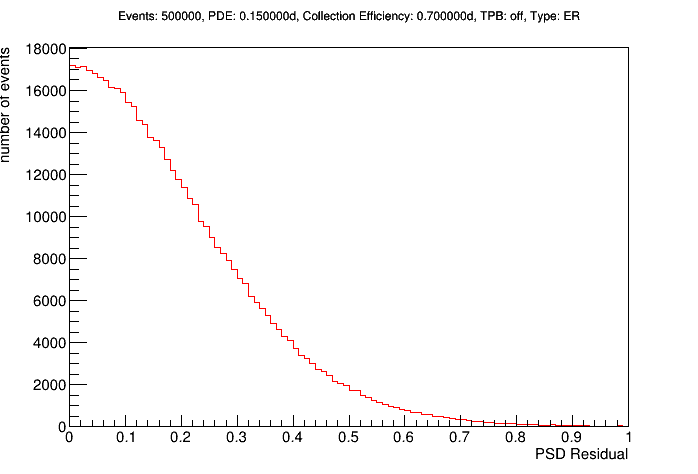 Events: 500000, PDE: 0.150000d, Collection Efficiency: 0.700000d, TPB: off, Type: ER
number of events
18000
16000
14000
12000
10000
8000
6000
4000
2000
0
0 0.1 0.2 0.3 0.4 0.5 0.6 0.7 0.8 0.9 1
PSD Residual